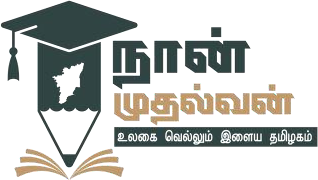 நான்
முதல்வன்
உலகை வெல்லும் இளைய தமிழகம்